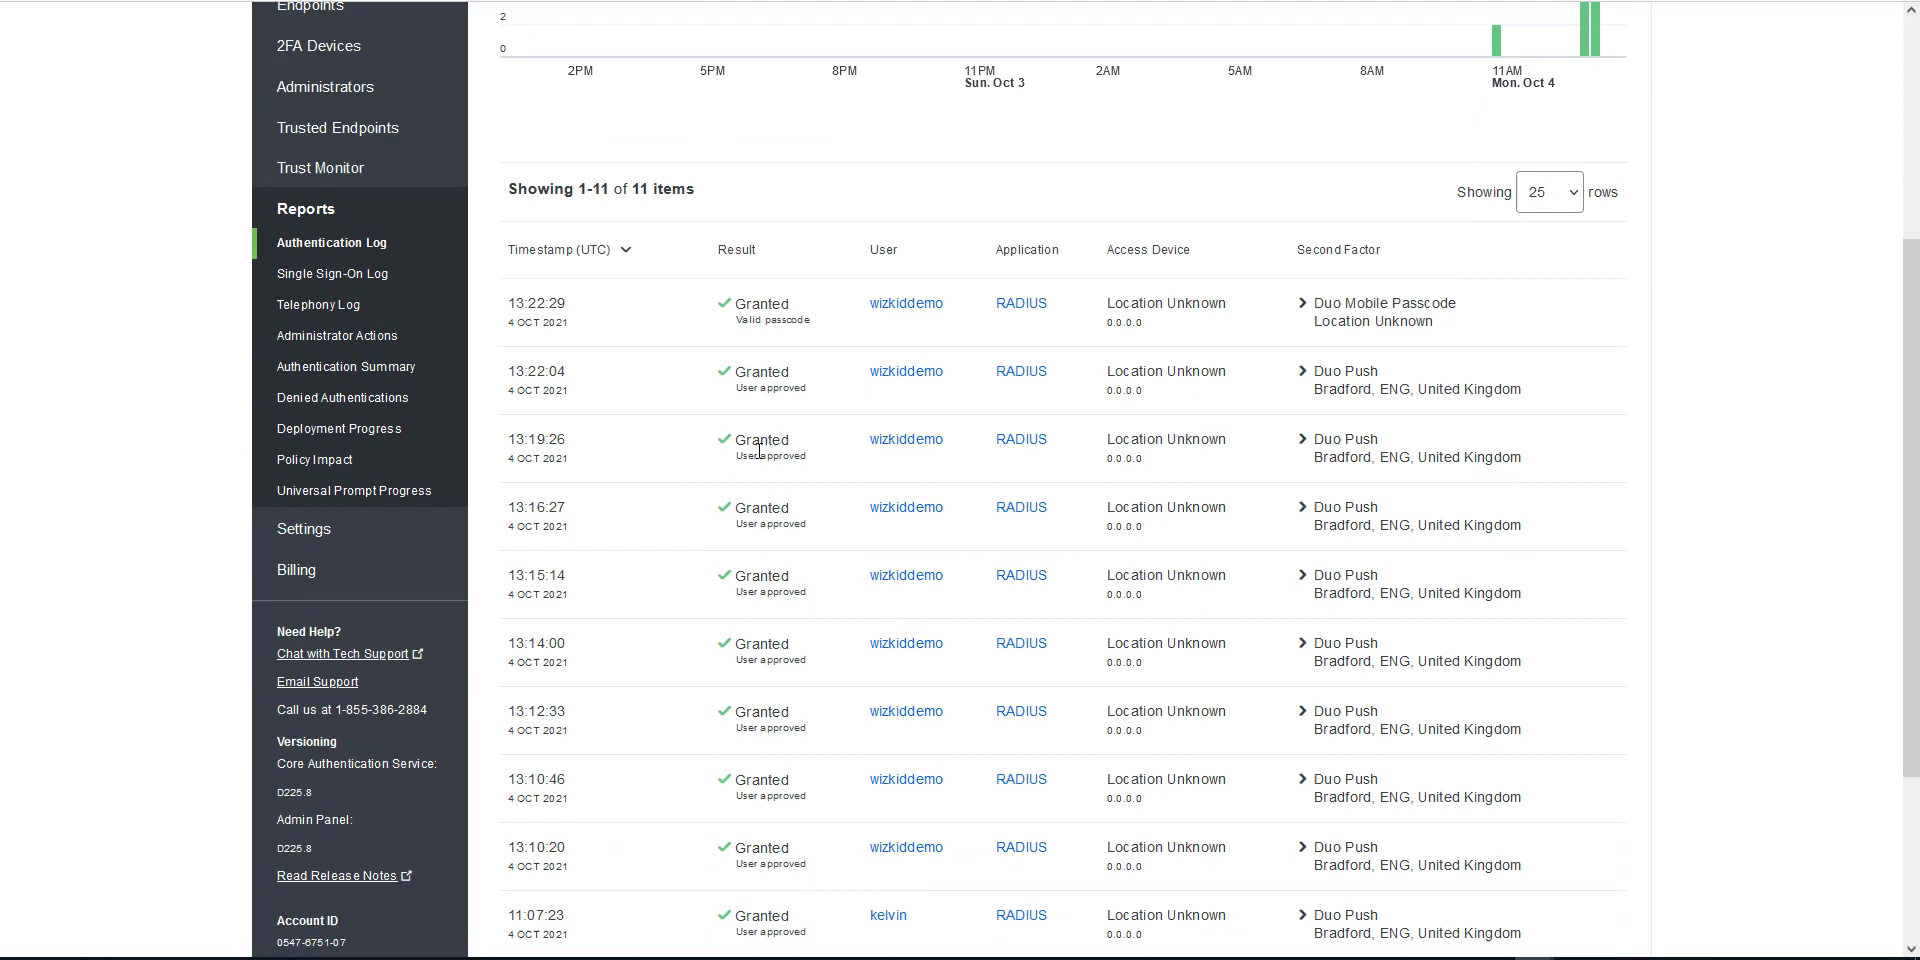 Endpoints
2FA Devices
Administrators
Trusted Endpoints
Trust Monitor
Reports
Authentication Log
Single Sign-On Log
Telephony Log
Administrator Actions
Authentication Summary
Denied Authentications
Deployment Progress
Policy Impact
Universal Prompt Progress
Settings
Billing
Need Help?
Chat with Tech Support
Email Support
Call us at 1-855-386-2884
Versioning
Core Authentication Service:
D225.8
Admin Panel:
D225.8
Read Release Notes
Account ID
0547-6751-07
2
0
2PM 5PM 8PM 11PM 2AM 5AM 8AM 11AM
Sun. Oct 3 Mon. Oct 4
Showing 1-11 of 11 items Showing 25 rows
Timestamp (UTC) Result User Application Access Device Second Factor
13:22:29 Granted wizkiddemo RADIUS Location Unknown Duo Mobile Passcode
4 OCT 2021 Valid passcode 0.0.0.0 Location Unknown
13:22:04 Granted wizkiddemo RADIUS Location Unknown Duo Push
4 OCT 2021 User approved 0.0.0.0 Bradford, ENG, United Kingdom
13:19:26 Granted wizkiddemo RADIUS Location Unknown Duo Push
4 OCT 2021 User approved 0.0.0.0 Bradford, ENG, United Kingdom
13:16:27 Granted wizkiddemo RADIUS Location Unknown Duo Push
4 OCT 2021 User approved 0.0.0.0 Bradford, ENG, United Kingdom
13:15:14 Granted wizkiddemo RADIUS Location Unknown Duo Push
4 OCT 2021 User approved 0.0.0.0 Bradford, ENG, United Kingdom
13:14:00 Granted wizkiddemo RADIUS Location Unknown Duo Push
4 OCT 2021 User approved 0.0.0.0 Bradford, ENG, United Kingdom
13:12:33 Granted wizkiddemo RADIUS Location Unknown Duo Push
4 OCT 2021 User approved 0.0.0.0 Bradford, ENG, United Kingdom
13:10:46 Granted wizkiddemo RADIUS Location Unknown Duo Push
4 OCT 2021 User approved 0.0.0.0 Bradford, ENG, United Kingdom
13:10:20 Granted wizkiddemo RADIUS Location Unknown Duo Push
4 OCT 2021 User approved 0.0.0.0 Bradford, ENG, United Kingdom
11:07:23 Granted kelvin RADIUS Location Unknown Duo Push
4 OCT 2021 User approved 0.0.0.0 Bradford, ENG, United Kingdom